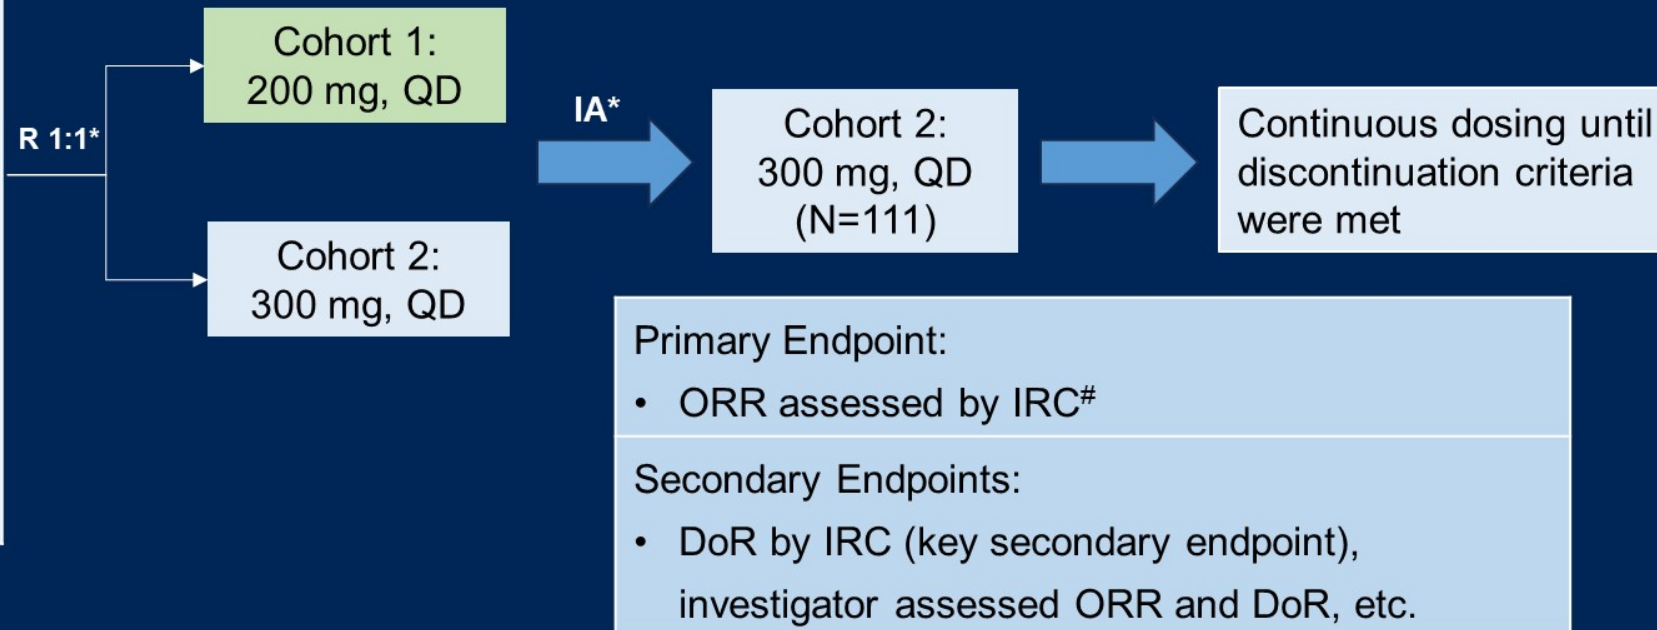 R 1:1*
Cohort 1:
200 mg, QD
Cohort 2:
300 mg, QD
IA*
Cohort 2:
300 mg, QD
(N=111)
Continuous dosing until
discontinuation criteria
were met
Primary Endpoint:
• ORR assessed by IRC#
Secondary Endpoints:
• DoR by IRC (key secondary endpoint),
investigator assessed ORR and DoR, etc.